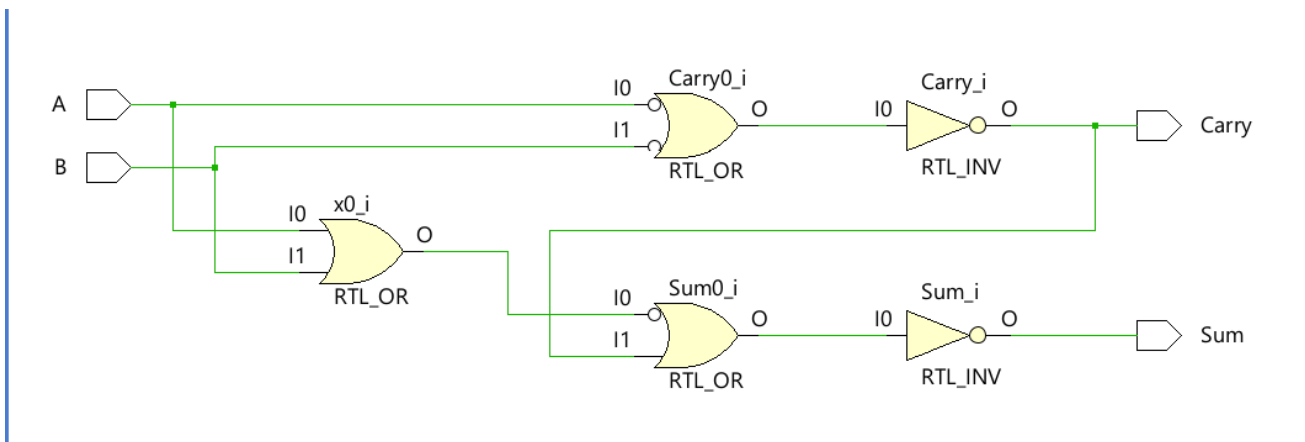 Carry0_i
Carry_i
I0
O
I0
O
A
I1
Carry
B
RTL_OR
RTL_INV
x0_i
I0
O
I1
RTL_OR
Sum0_i
Sum_i
I0
O
I0
O
I1
Sum
RTL_OR
RTL_INV